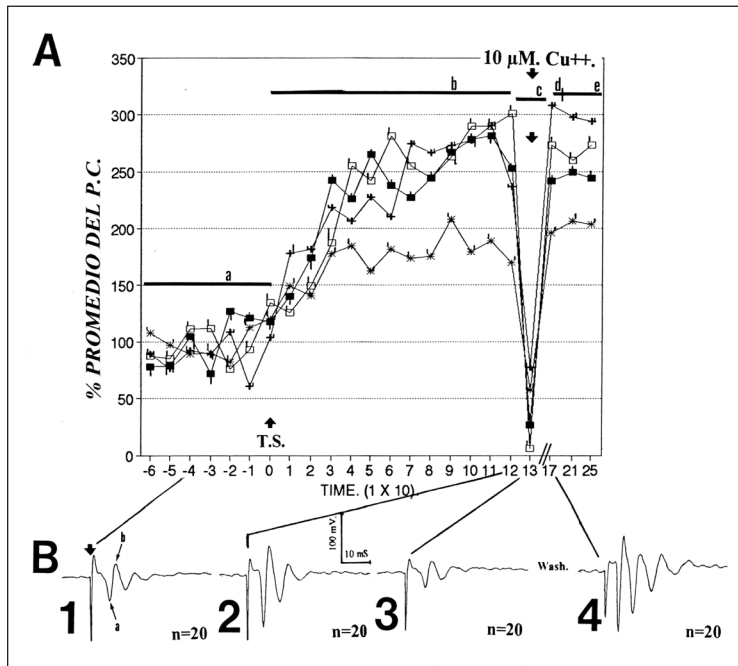 A
350
300
250
200
150
100
50
0
% PROMEDIO DEL P.C.
10 µM. Cu++.
a
b
c
d
e
T.S.
-6 -5 -4 -3 -2 -1 0 1 2 3 4 5 6 7 8 9 10 11 12 13 17 21 25
TIME. (1 X 10).
B
1
b
a
n=20
2
n=20
100 mV.
10 mS
3
n=20
Wash.
4
n=20